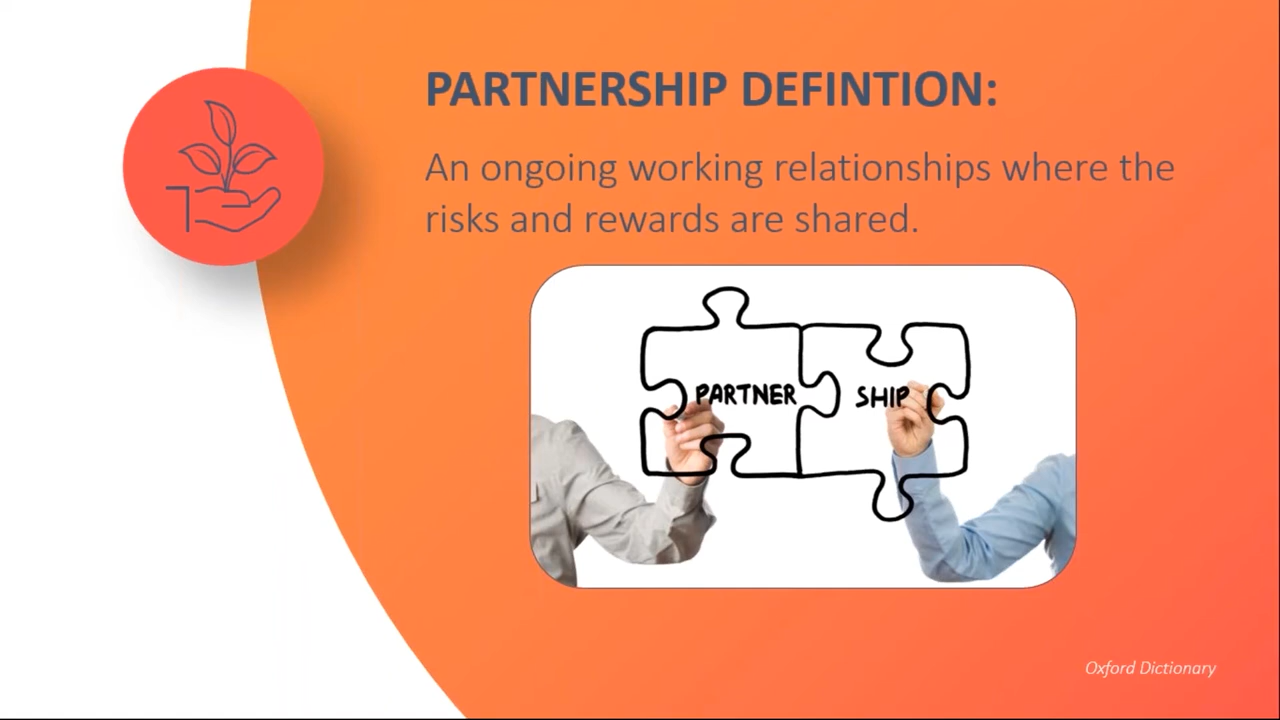 PARTNERSHIP DEFINTION:
An ongoing working relationships where the
risks and rewards are shared.
PARTNER SHIP
Oxford Dictionary